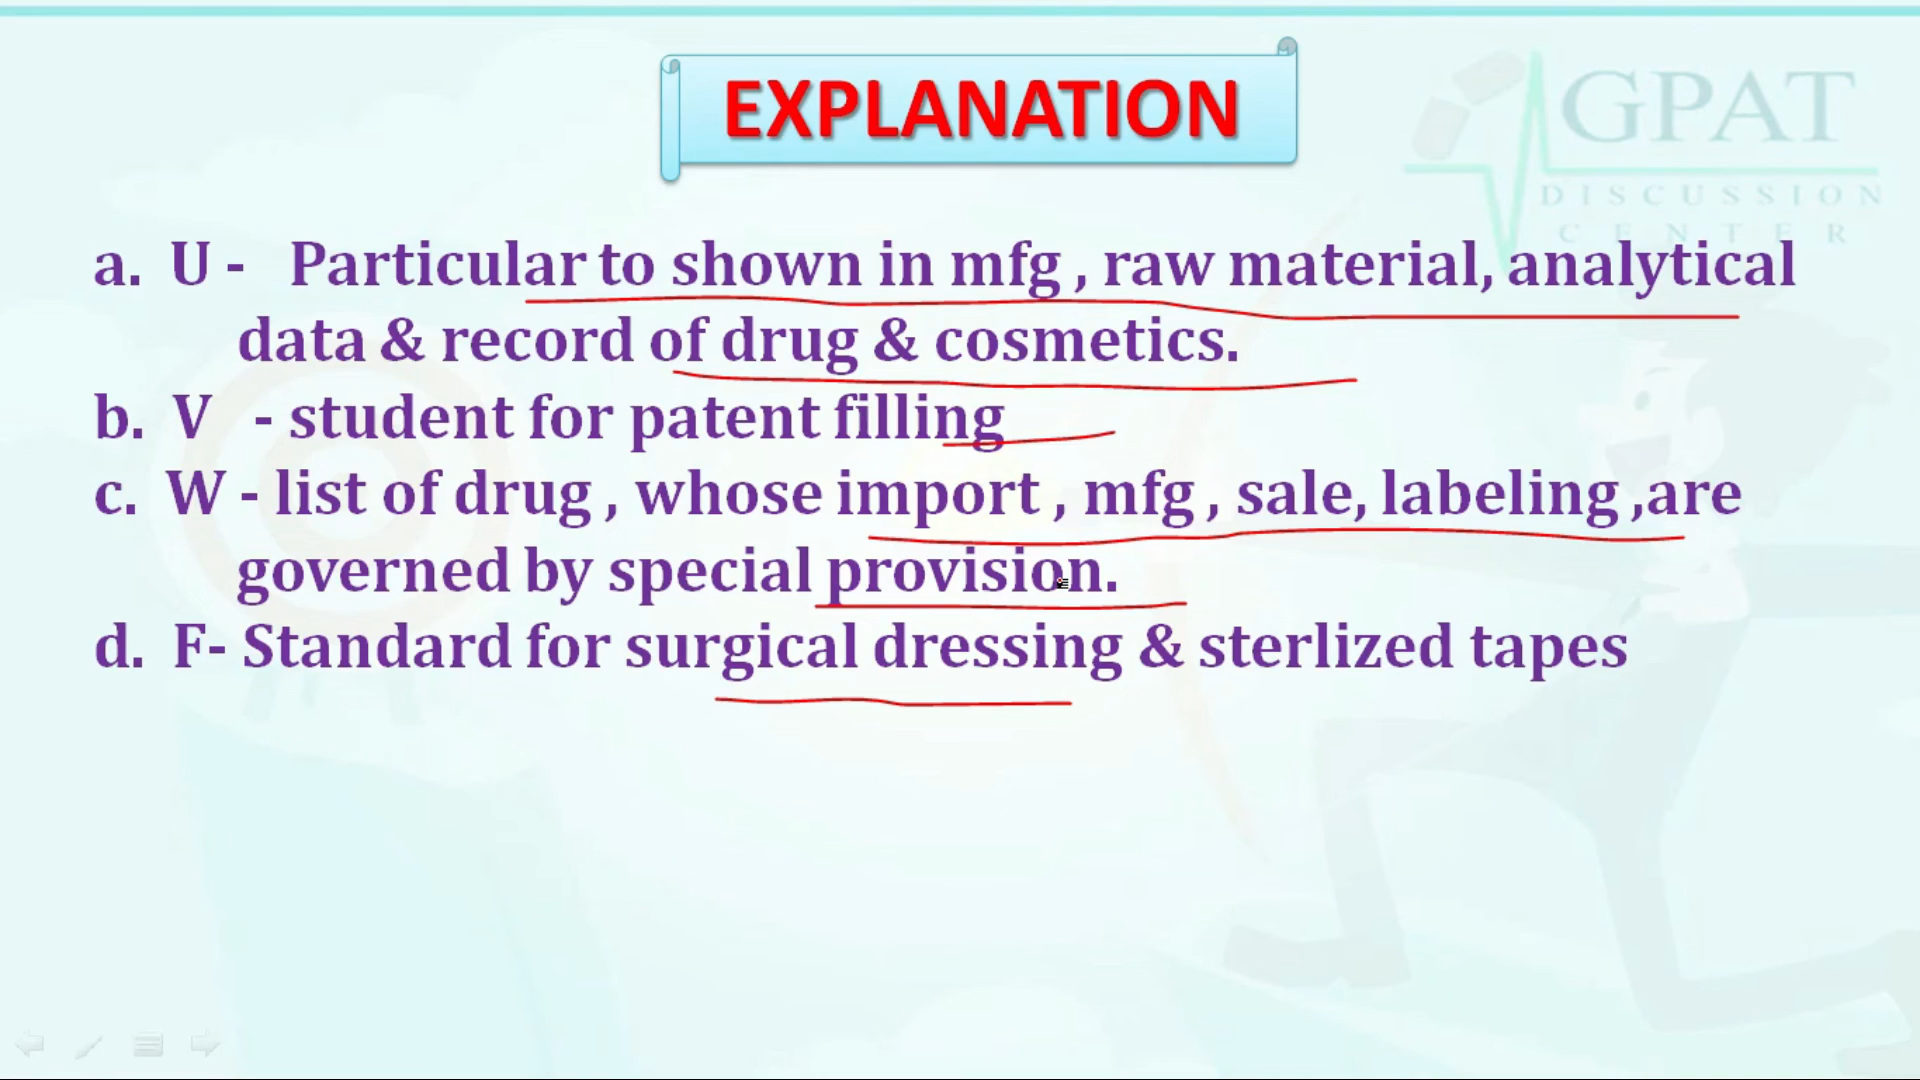 EXPLANATION
GPAT
DISCUSSION
CENTER
a. U - Particular to shown in mfg , raw material, analytical
data & record of drug & cosmetics.
b. V - student for patent filling
c. W - list of drug , whose import , mfg , sale, labeling ,are
governed by special provision.
d. F- Standard for surgical dressing & sterlized tapes